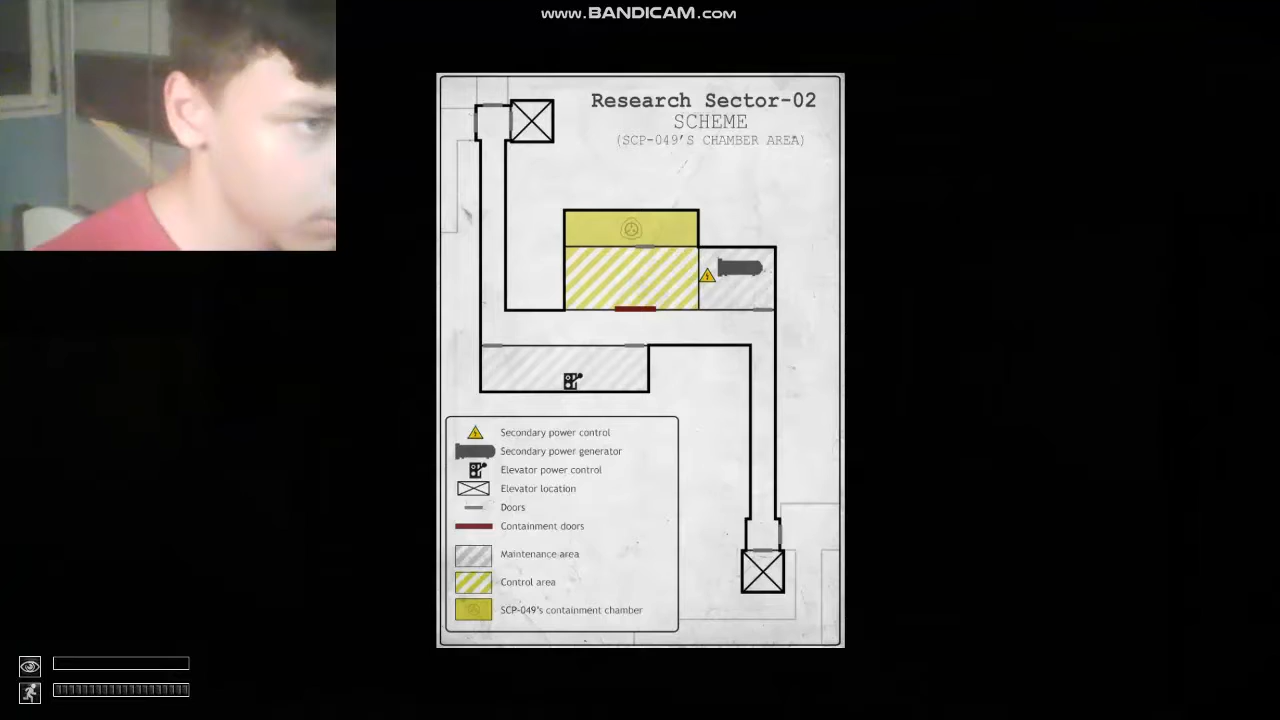 www.BANDICAM.com
Research Sector-02
SCHEME
(SCP-049'S CHAMBER AREA)
Secondary power control
Secondary power generator
Elevator power control
Elevator location
Doors
Containment doors
Maintenance area
Control area
SCP-049's containment chamber